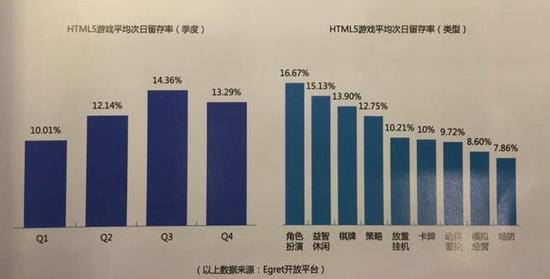 HTML5游戏平均次日留存率（季度）
10.01%
12.14%
14.36%
13.29%
Q1
Q2
Q3
Q4
HTML5游戏平均次日留存率（类型）
16.67%
15.13%
13.90%
12.75%
10.21%
10%
9.72%
8.60%
7.86%
角色
扮演
益智
休闲
棋牌
策略
放置
挂机
卡牌
动作
冒险
模拟
经营
塔防
（以上数据来源：Egret开放平台）